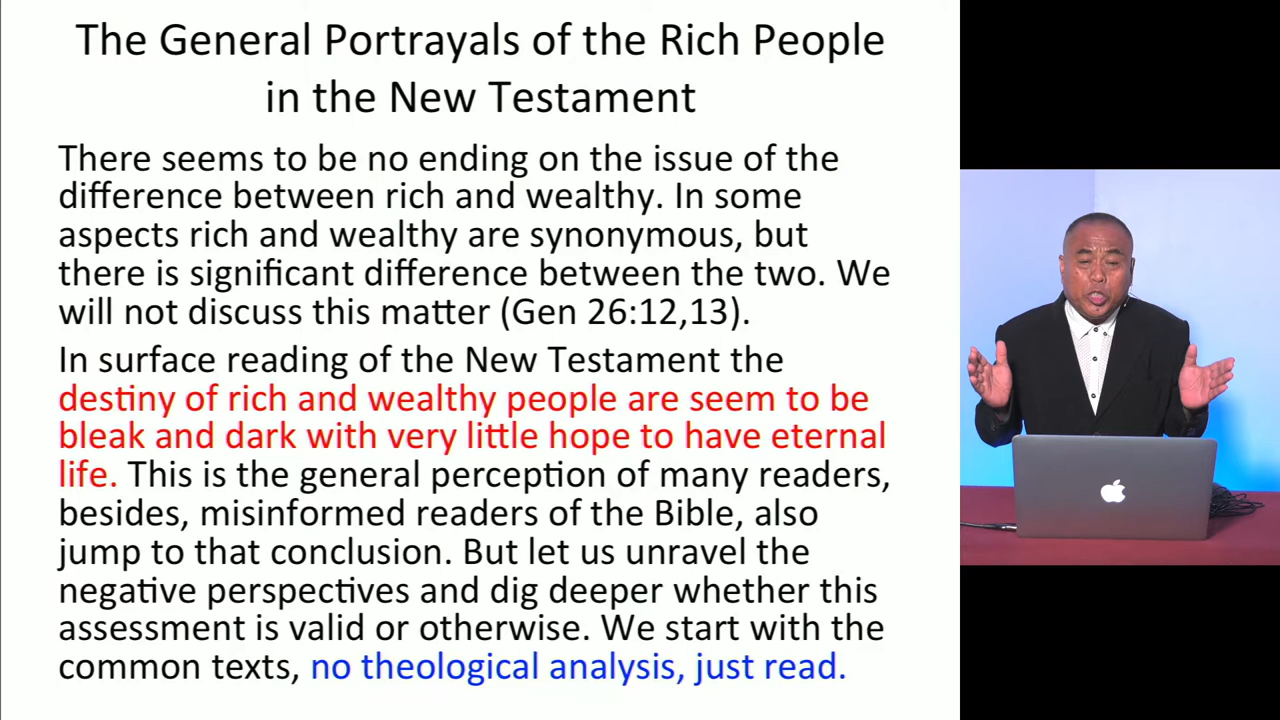 The General Portrayals of the Rich People
in the New Testament
There seems to be no ending on the issue of the
difference between rich and wealthy. In some
aspects rich and wealthy are synonymous, but
there is significant difference between the two. We
will not discuss this matter (Gen 26:12,13).
In surface reading of the New Testament the
destiny of rich and wealthy people are seem to be
bleak and dark with very little hope to have eternal
life. This is the general perception of many readers,
besides, misinformed readers of the Bible, also
jump to that conclusion. But let us unravel the
negative perspectives and dig deeper whether this
assessment is valid or otherwise. We start with the
common texts, no theological analysis, just read.